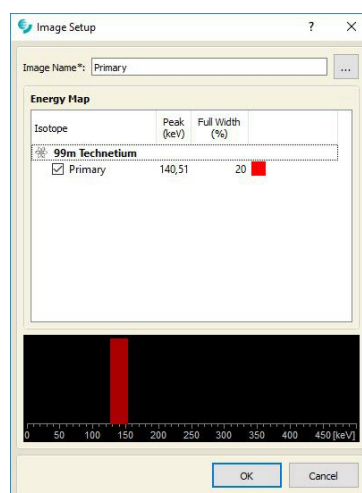 Image Setup ? ×
Image Name*: Primary ...
Energy Map
Isotope Peak (keV) Full Width (%)
99m Technetium
Primary 140,51 20
0 50 100 150 200 250 300 350 400 450 [keV]
OK Cancel